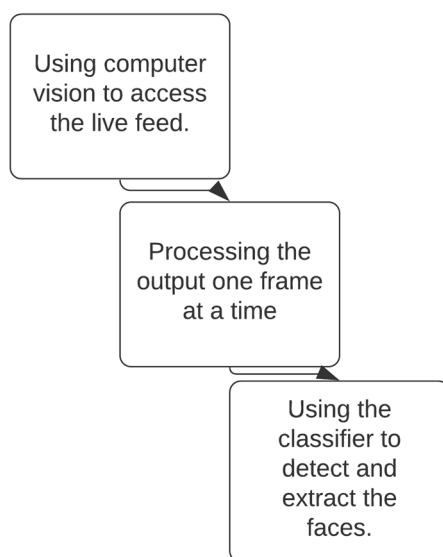 Using computer
vision to access
the live feed.
Processing the
output one frame
at a time
Using the
classifier to
detect and
extract the
faces.